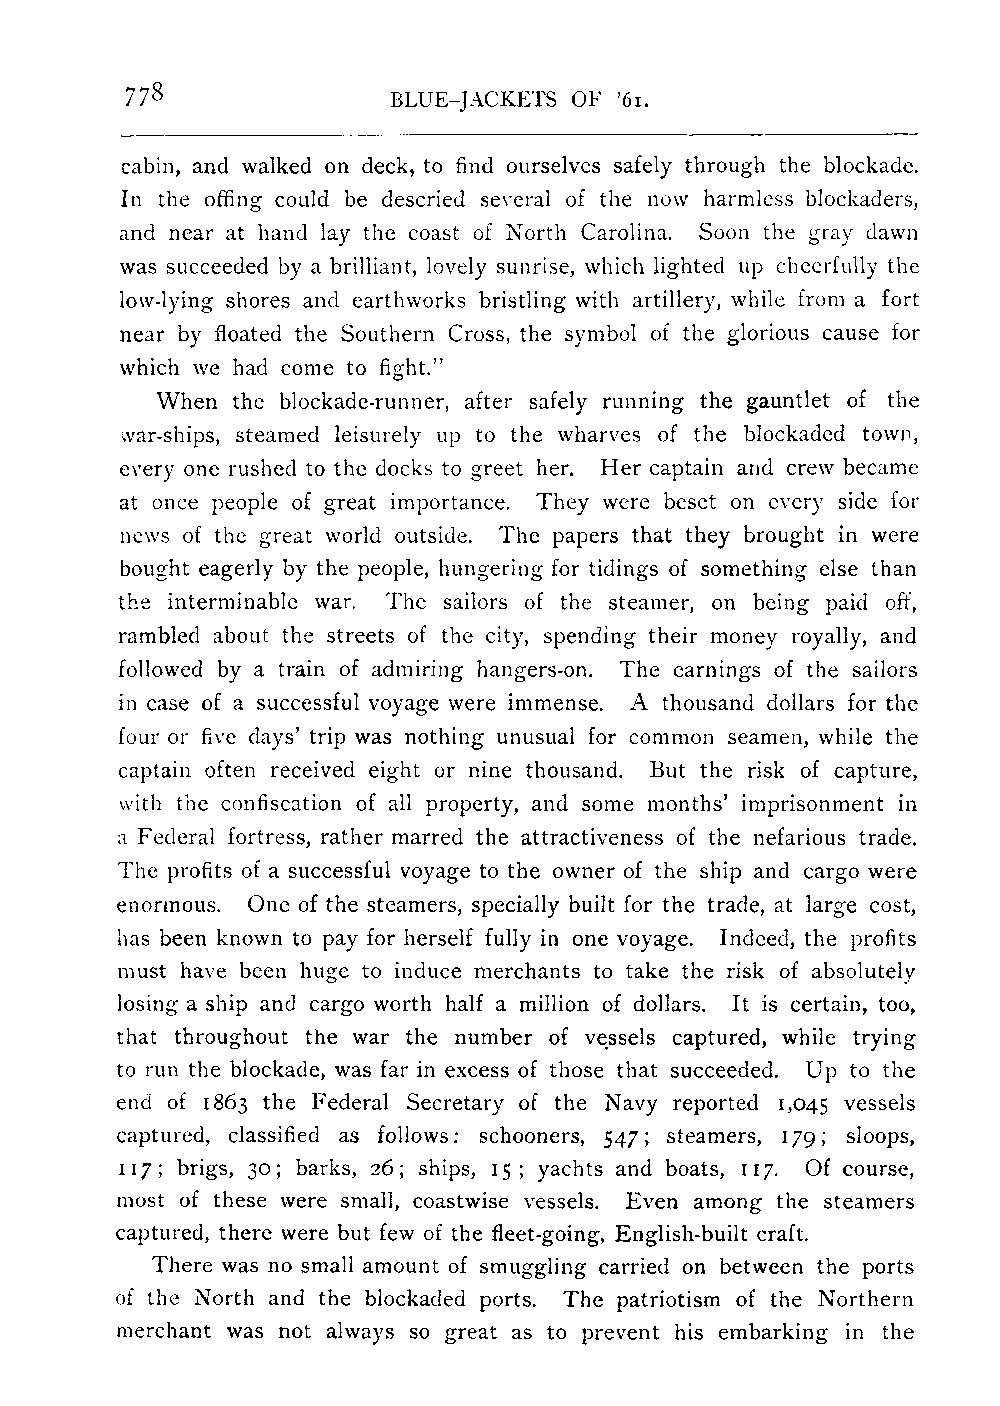 778 BLUE-JACKETS OF '61.
cabin, and walked on deck, to find ourselves safely through the blockade.
In the offing could be descried several of the now harmless blockaders,
and near at hand lay the coast of North Carolina. Soon the gray dawn
was succeeded by a brilliant, lovely sunrise, which lighted up cheerfully the
low-lying shores and earthworks bristling with artillery, while from a fort
near by floated the Southern Cross, the symbol of the glorious cause for
which we had come to fight."
When the blockade-runner, after safely running the gauntlet of the
war-ships, steamed leisurely up to the wharves of the blockaded town,
every one rushed to the docks to greet her. Her captain and crew became
at once people of great importance. They were beset on every side for
news of the great world outside. The papers that they brought in were
bought eagerly by the people, hungering for tidings of something else than
the interminable war. The sailors of the steamer, on being paid off,
rambled about the streets of the city, spending their money royally, and
followed by a train of admiring hangers-on. The earnings of the sailors
in case of a successful voyage were immense. A thousand dollars for the
four or five days' trip was nothing unusual for common seamen, while the
captain often received eight or nine thousand. But the risk of capture,
with the confiscation of all property, and some months' imprisonment in
a Federal fortress, rather marred the attractiveness of the nefarious trade.
The profits of a successful voyage to the owner of the ship and cargo were
enormous. One of the steamers, specially built for the trade, at large cost,
has been known to pay for herself fully in one voyage. Indeed, the profits
must have been huge to induce merchants to take the risk of absolutely
losing a ship and cargo worth half a million of dollars. It is certain, too,
that throughout the war the number of vessels captured, while trying
to run the blockade, was far in excess of those that succeeded. Up to the
end of 1863 the Federal Secretary of the Navy reported 1,045 vessels
captured, classified as follows: schooners, 547; steamers, 179; sloops,
117; brigs, 30; barks, 26; ships, 15; yachts and boats, 117. Of course,
most of these were small, coastwise vessels. Even among the steamers
captured, there were but few of the fleet-going, English-built craft.
There was no small amount of smuggling carried on between the ports
of the North and the blockaded ports. The patriotism of the Northern
merchant was not always so great as to prevent his embarking in the